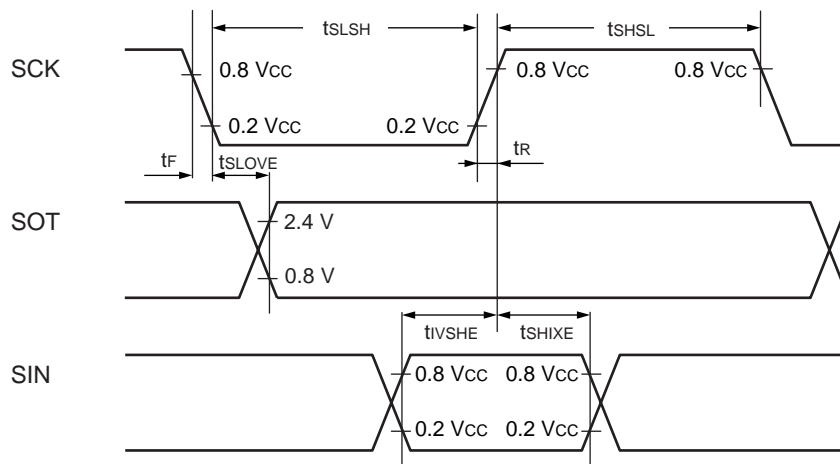 tSLSH tSHSL
SCK 0.8 VCC 0.8 VCC 0.8 VCC
0.2 VCC 0.2 VCC
tF tSLOVE tR
SOT 2.4 V
0.8 V
tIVSHE tSHIXE
SIN 0.8 VCC 0.8 VCC
0.2 VCC 0.2 VCC